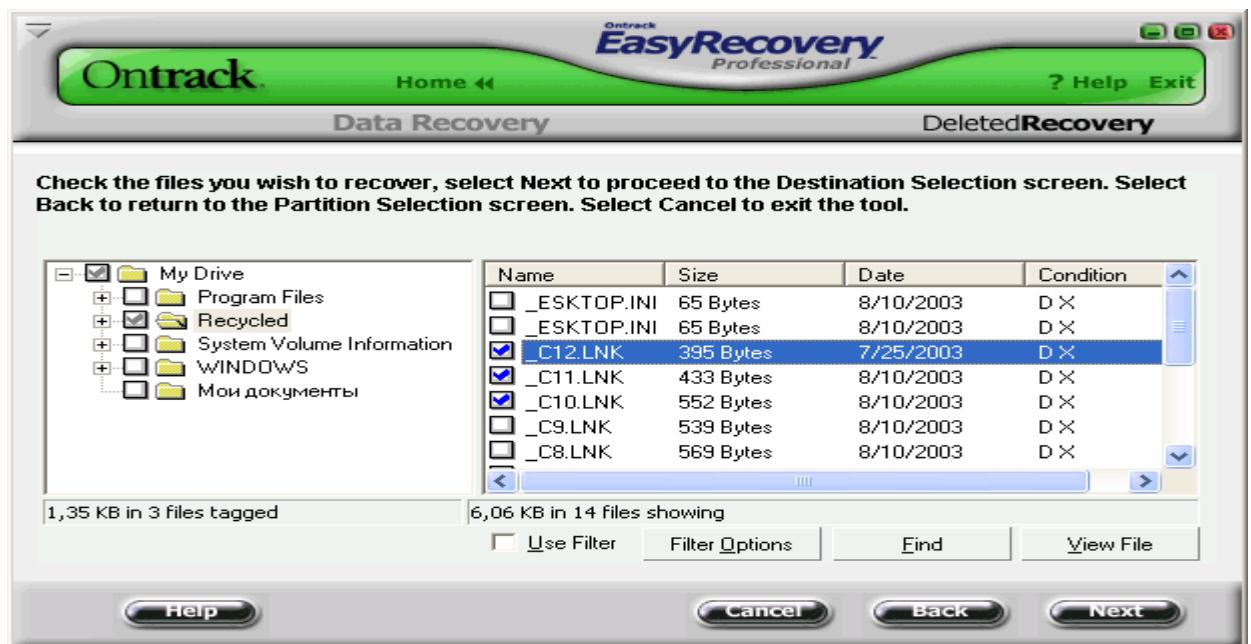 Ontrack
EasyRecovery
Professional
Ontrack.
Home
? Help Exit
Data Recovery
DeletedRecovery
Check the files you wish to recover, select Next to proceed to the Destination Selection screen. Select
Back to return to the Partition Selection screen. Select Cancel to exit the tool.
My Drive
Program Files
Recycled
System Volume Information
WINDOWS
Мои документы
Name Size Date Condition
_ESKTOP.INI 65 Bytes 8/10/2003 D X
_ESKTOP.INI 65 Bytes 8/10/2003 D X
_C12.LNK 395 Bytes 7/25/2003 D X
_C11.LNK 433 Bytes 8/10/2003 D X
_C10.LNK 552 Bytes 8/10/2003 D X
_C9.LNK 539 Bytes 8/10/2003 D X
_C8.LNK 569 Bytes 8/10/2003 D X
1,35 KB in 3 files tagged
6,06 KB in 14 files showing
Use Filter
Filter Options
Find
View File
Help
Cancel
Back
Next